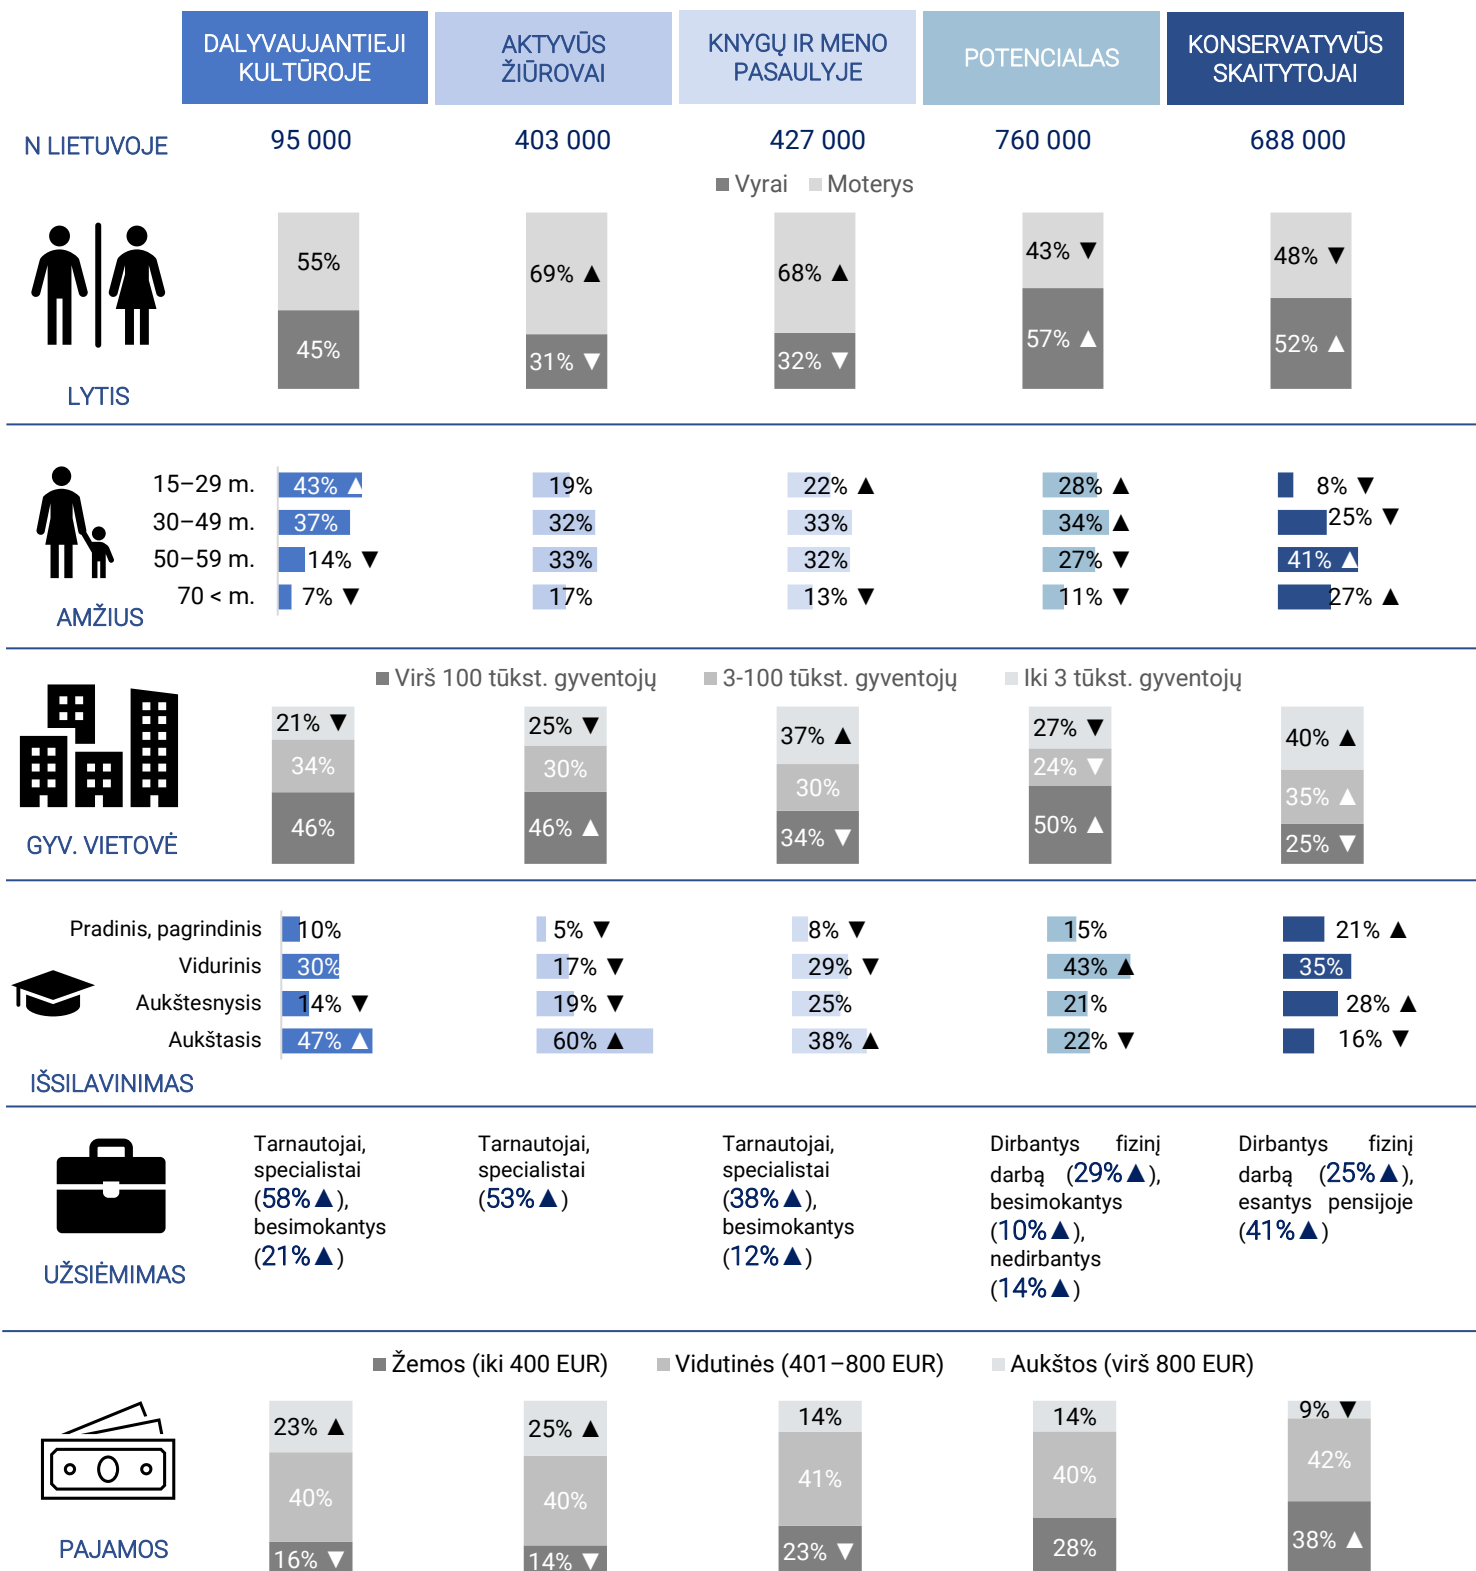 DALYVAUJANTIEJI KULTŪROJE
AKTYVŪS ŽIŪROVAI
KNYGŲ IR MENO PASAULYJE
POTENCIALAS
KONSERVATYVŪS SKAITYTOJAI
N LIETUVOJE 95 000 403 000 427 000 760 000 688 000
■ Vyrai ■ Moterys
55% 69% ▲ 68% ▲ 43% ▼ 48% ▼
45% 31% ▼ 32% ▼ 57% ▲ 52% ▲
LYTIS
15–29 m. 43% ▲ 19% 22% ▲ 28% ▲ 8% ▼
30–49 m. 37% 32% 33% 34% ▲ 25% ▼
50–59 m. 14% ▼ 33% 32% 27% ▼ 41% ▲
70 < m. 7% ▼ 17% 13% ▼ 11% ▼ 27% ▲
AMŽIUS
■ Virš 100 tūkst. gyventojų ■ 3-100 tūkst. gyventojų ■ Iki 3 tūkst. gyventojų
21% ▼ 25% ▼ 37% ▲ 27% ▼ 40% ▲
34% 30% 30% 24% ▼ 35% ▲
46% 46% ▲ 34% ▼ 50% ▲ 25% ▼
GYV. VIETOVĖ
Pradinis, pagrindinis 10% 5% ▼ 8% ▼ 15% 21% ▲
Vidurinis 30% 17% ▼ 29% ▼ 43% ▲ 35%
Aukštesnysis 14% ▼ 19% ▼ 25% 21% 28% ▲
Aukštasis 47% ▲ 60% ▲ 38% ▲ 22% ▼ 16% ▼
IŠSILAVINIMAS
UŽSIĖMIMAS
Tarnautojai,
specialistai
(58%▲),
besimokantys
(21%▲)
Tarnautojai,
specialistai
(53%▲)
Tarnautojai,
specialistai
(38%▲),
besimokantys
(12%▲)
Dirbantys fizinį
darbą (29%▲),
besimokantys
(10%▲),
nedirbantys
(14%▲)
Dirbantys fizinį
darbą (25%▲),
esantys pensijoje
(41%▲)
■ Žemos (iki 400 EUR) ■ Vidutinės (401–800 EUR) ■ Aukštos (virš 800 EUR)
23% ▲ 25% ▲ 14% 14% 9% ▼
40% 40% 41% 40% 42%
16% ▼ 14% ▼ 23% ▼ 28% 38% ▲
PAJAMOS